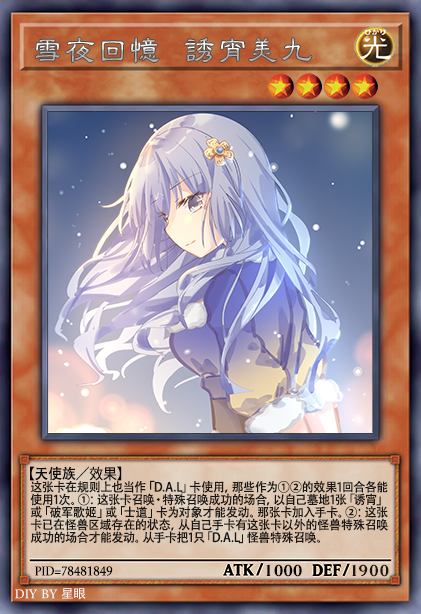 雪夜回憶 誘宵美九
ひかり
光
【天使族／效果】
这张卡在规则上也当作「D.A.L」卡使用, 那些作为①②的效果1回合各能
使用1次。①: 这张卡召唤·特殊召唤成功的场合, 以自己墓地1张「诱宵」
或「破军歌姬」或「士道」卡为对象才能发动。那张卡加入手卡。②: 这张
卡已在怪兽区域存在的状态, 从自己手卡有这张卡以外的怪兽特殊召唤
成功的场合才能发动。从手卡把1只「D.A.L」怪兽特殊召唤。
PID=78481849 ATK/1000 DEF/1900
DIY BY 星眼